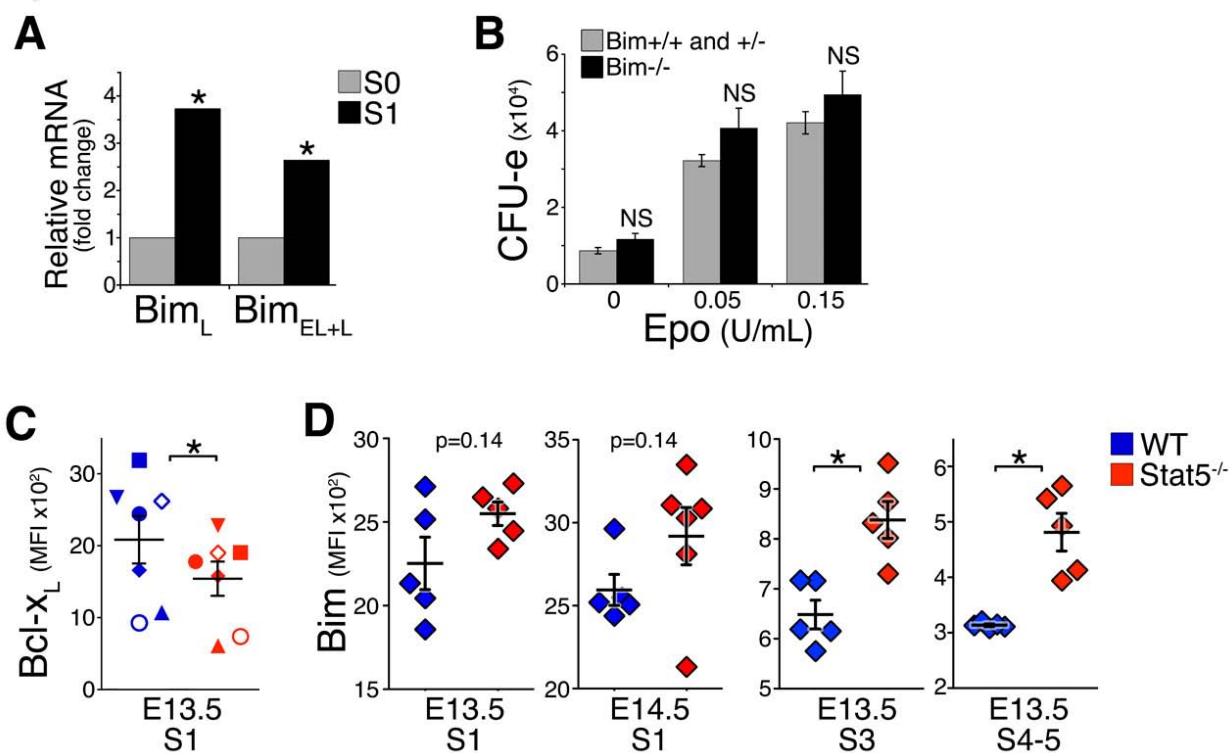 A
Relative mRNA
(fold change)
4
3
2
1
0
*
*
S0
S1
Bim_L
Bim_EL+L
B
Bim+/+ and +/-
Bim-/-
CFU-e (x10⁴)
6
4
2
0
NS
NS
NS
0
0.05
0.15
Epo (U/mL)
C
Bcl-x_L (MFI x10²)
30
20
10
0
*
E13.5
S1
D
Bim (MFI x10²)
30
25
20
15
p=0.14
E13.5
S1
35
30
25
20
p=0.14
E14.5
S1
10
9
8
7
6
5
*
E13.5
S3
6
5
4
3
2
*
E13.5
S4-5
WT
Stat5⁻/⁻